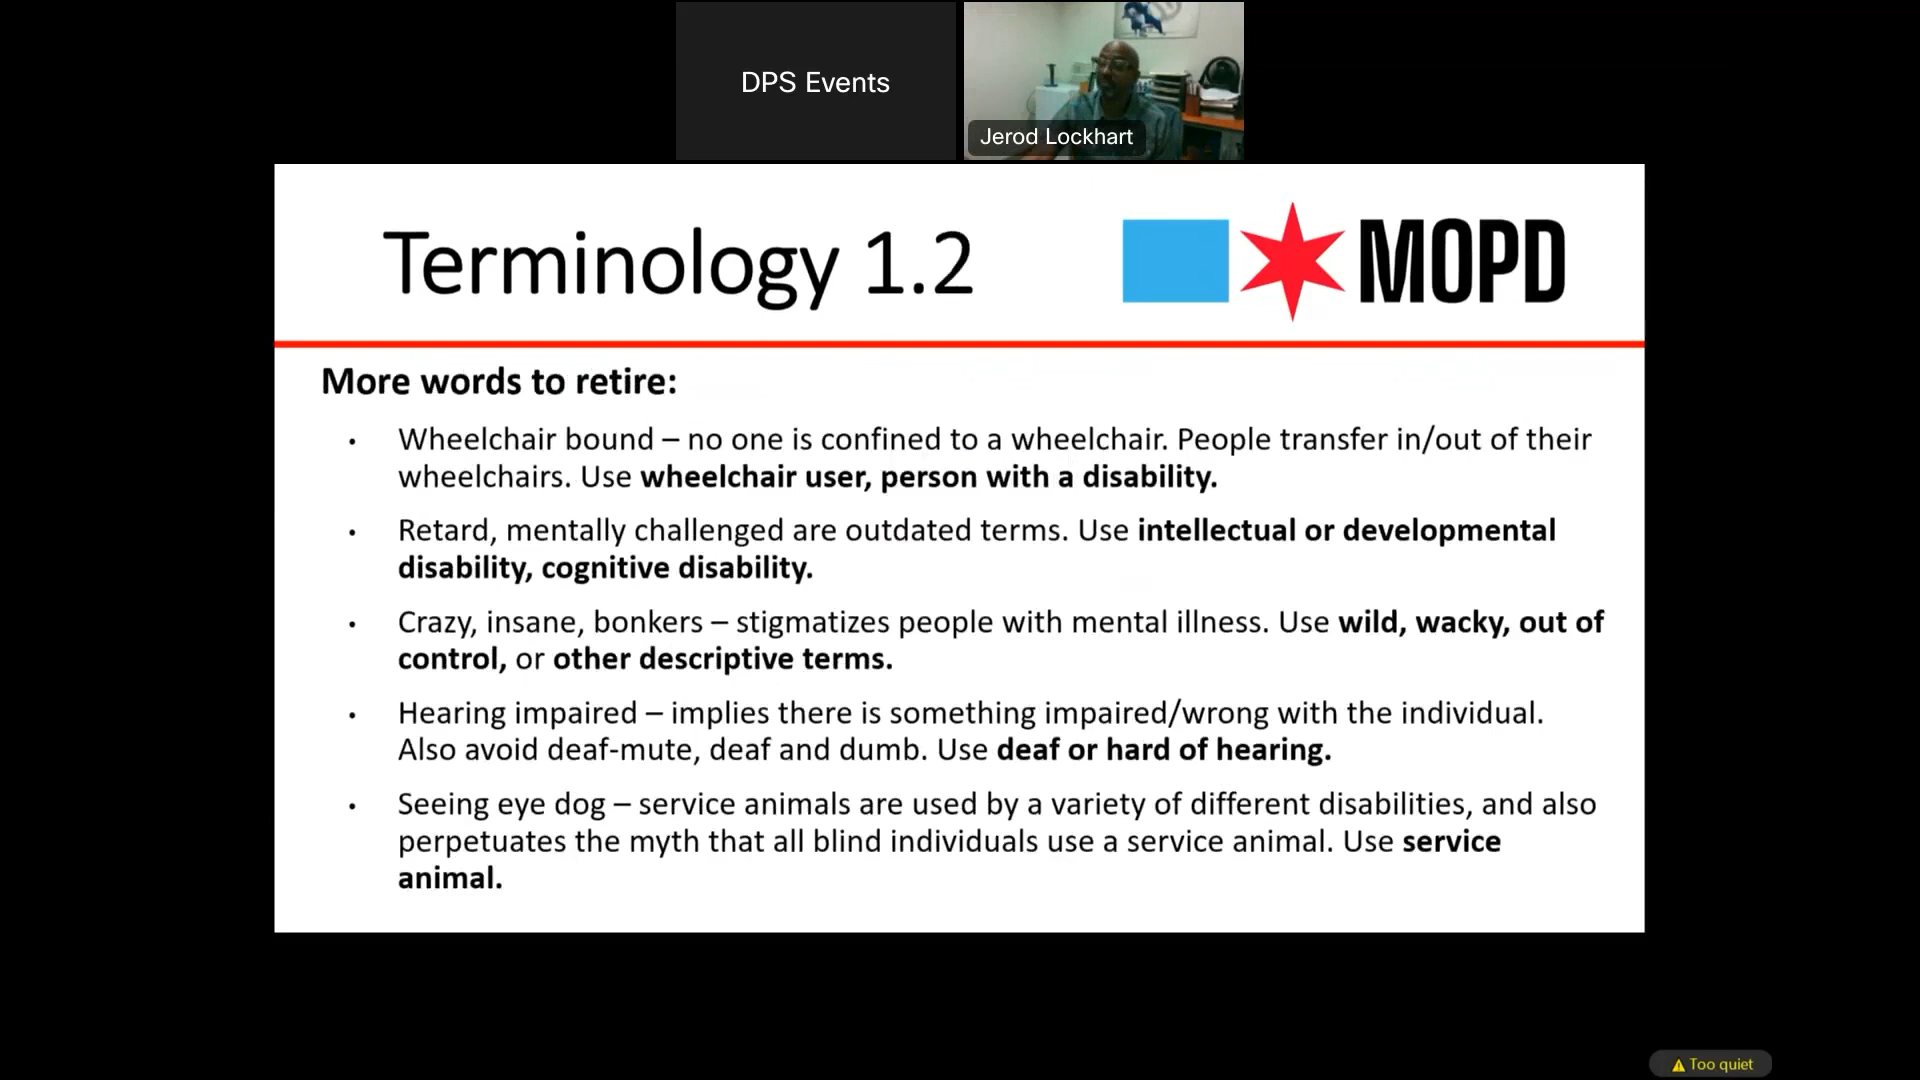 DPS Events
Jerod Lockhart
Terminology 1.2
MOPD
More words to retire:
• Wheelchair bound – no one is confined to a wheelchair. People transfer in/out of their
wheelchairs. Use wheelchair user, person with a disability.
• Retard, mentally challenged are outdated terms. Use intellectual or developmental
disability, cognitive disability.
• Crazy, insane, bonkers – stigmatizes people with mental illness. Use wild, wacky, out of
control, or other descriptive terms.
• Hearing impaired – implies there is something impaired/wrong with the individual.
Also avoid deaf-mute, deaf and dumb. Use deaf or hard of hearing.
• Seeing eye dog – service animals are used by a variety of different disabilities, and also
perpetuates the myth that all blind individuals use a service animal. Use service
animal.
Too quiet